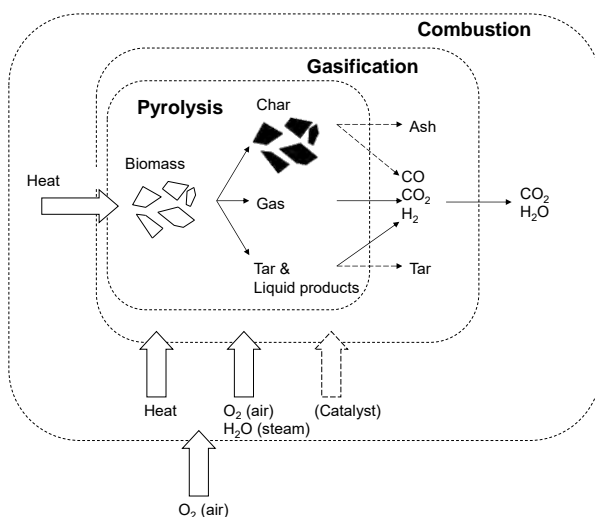 Combustion
Gasification
Pyrolysis
Char
Ash
Biomass
Heat
CO
CO₂
H₂
Gas
CO₂
H₂O
Tar &
Liquid products
Tar
Heat
O₂ (air)
H₂O (steam)
(Catalyst)
O₂ (air)